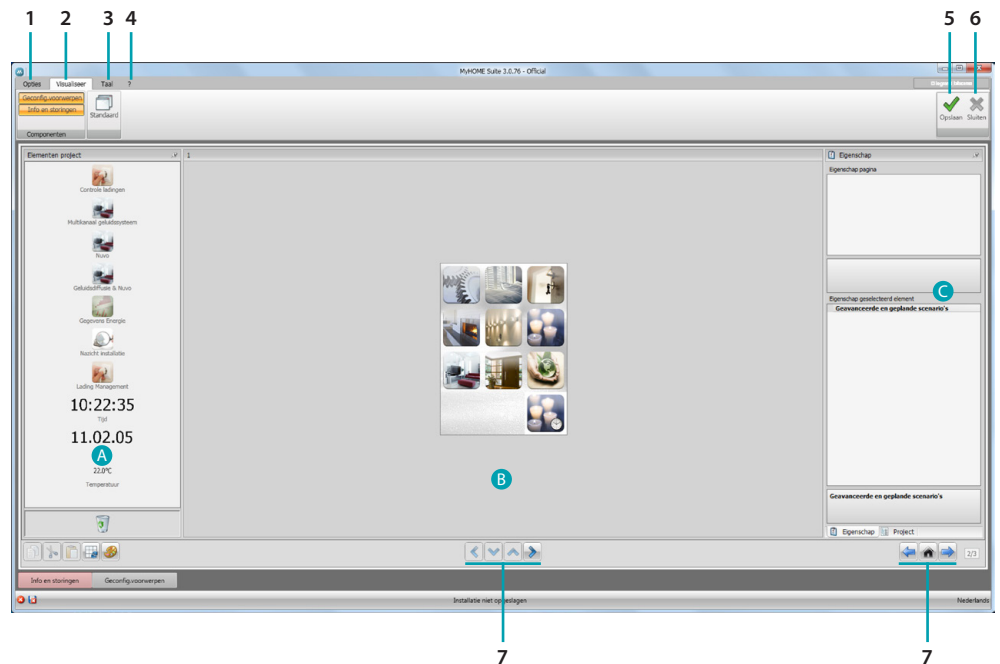 1 2 3 4 5 6
MyHOME Suite 3.0.76 - Official
Opties Visualiseer Taal ?
Geconfig.voorwerpen
Info en storingen
Standaard
Componenten
Opslaan Sluiten
Elementen project
1
Eigenschap
Controle ladingen
Multikanaal geluidssysteem
Nuvo
Geluidsdiffusie & Nuvo
Gegevens Energie
Nazicht installatie
Lading Management
10:22:35
Tijd
11.02.05
A
22.0°C
Temperatuur
B
Eigenschap pagina
C
Eigenschap geselecteerd element
Geavanceerde en geplande scenario's
Geavanceerde en geplande scenario's
Eigenschap Project
2/3
Info en storingen Geconfig.voorwerpen
Installatie niet opgeslagen
Nederlands
7 7